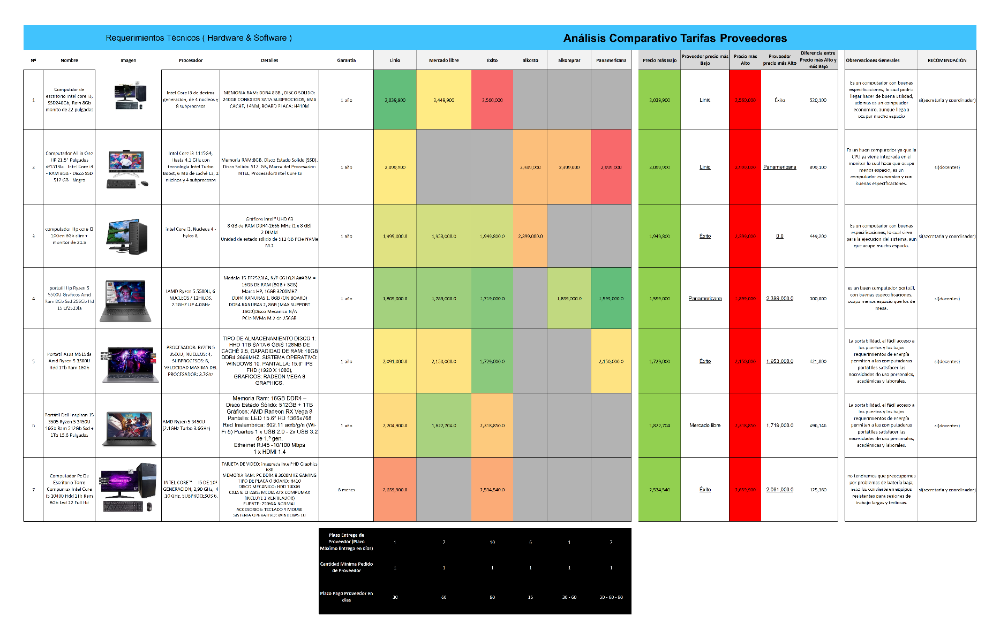 Requerimientos Técnicos ( Hardware & Software )
Análisis Comparativo Tarifas Proveedores
Nº
Nombre
Imagen
Procesador
Detalles
Garantía
Linio
Mercado libre
Éxito
alkosto
alkomprar
Panamericana
Precio más Bajo
Proveedor precio más
Bajo
Precio más
Alto
Proveedor
precio más Alto
Diferencia entre
Precio más Alto y
más Bajo
Observaciones Generales
RECOMENDACIÓN
1
Computdor de
escritorio intel core I3,
SSD240Gb, Ram 8Gb
monito de 22 pulgadas
Intel Core I3 de decima
generacion, de 4 nucleos y
8 subprocesos
MEMORIA RAM: DDR4 8GB , DISCO SOLIDO:
240GB CONEXION SATA.SUBPROCESOS, 6MB
CACHE, 14NM, BOARD PLACA: H410M
1 año
2,039,900
2,449,900
2,560,000
2,039,900
Linio
2,560,000
Éxito
520,100
Es un computador con buenas
especificaciones, lo cual podria
llegar hacer de buena utilidad,
ademas es un compuador
economico, aunque llega a
ocupar mucho espacio
si(secretaria y coordinador)
2
Computador All in One
HP 21.5" Pulgadas
df1513la - Intel Core I3
- RAM 8GB - Disco SSD
512 GB - Negro
Intel Core i3-1115G4,
Hasta 4,1 GHz con
tecnología Intel Turbo
Boost, 6 MB de caché L3, 2
núcleos y 4 subprocesos
Memoria RAM:8GB, Disco Estado Solido (SSD),
Disco Solido: 512 GB, Marca del Procesador:
INTEL, Procesador:Intel Core I3
1 año
2,099,900
2,399,000
2,399,000
2,999,000
2,099,900
Linio
2,999,000
Panamericana
899,100
Es un buen computador ya que la
CPU ya viene integrada en el
monitor lo cual hace que ocupe
menos espacio, es un
computador economico y con
buenas especificaciones.
si(docentes)
3
computador Hp core I3
10Gen 8Gb slim +
monitor de 21.5
intel Core i3, Nucleos 4 -
hylos 8,
Gráficos Intel® UHD 63
8 GB de RAM DDR4-2666 MHz (1 x 8 GB)
2 DIMM
Unidad de estado sólido de 512 GB PCIe NVMe
M.2
1 año
1,999,000.0
1,953,000.0
1,949,800.0
2,399,000.0
1,949,800
Éxito
2,399,000
0.0
449,200
Es un computador con buenas
especificaciones, lo cual sirve
para la ejecucion del sistema, aun
que acupe mucho espacio.
si(secretaria y coordinador)
4
portatil Hp Ryzen 5
5500U Graficos Amd
Ram 8Gb Ssd 256Gb Hd
15 Ef2523la
IAMD Ryzen 5 5500U, 6
NUCLEOS / 12HILOS,
2.1GHZ UP 4.0GHz
Modelo 15-EF2523LA, N/P 6G1Q2LA#ABM =
16GB DE RAM (8GB + 8GB)
Marca HP, 16GB 3200MHZ
DDR4 RANURAS 1, 8GB (ON BOARD)
DDR4 RANURAS 2, 8GB (MAX SUPPORT
16GB)Disco Mecanico N/A
PCIe NVMe M.2 de 256GB
1 año
1,809,000.0
1,789,000.0
1,719,000.0
1,899,000.0
1,599,000.0
1,599,000
Panamericana
1,899,000
2,399,000.0
300,000
es un buen computador portatil,
con buenas especcificaciones,
ocupa menos espacio que los de
mesa.
si(docentes)
5
Portatil Asus M515da
Amd Ryzen 5 3500U
Hdd 1Tb Ram 16Gb
PROCESADOR: RYZEN 5
3500U, NÚCLEOS: 4,
SUBPROCESOS: 8,
VELOCIDAD MAXIMA DEL
PROCESADOR: 3.7Ghz
TIPO DE ALMACENAMIENTO DISCO 1:
HHD 1TB SATA 6 GB/S 128MB DE
CACHÉ 2.5, CAPACIDAD DE RAM: 16GB
DDR4 2666MHZ, SISTEMA OPERATIVO:
WINDOWS 10. PANTALLA: 15.6" IPS
FHD (1920 X 1080),
GRAFICOS: RADEON VEGA 8
GRAPHICS.
1 año
2,091,000.0
2,150,000.0
1,729,000.0
2,150,000.0
1,729,000
Éxito
2,150,000
1,953,000.0
421,000
La portabilidad, el fácil acceso a
los puertos y los bajos
requerimientos de energía
permiten a las computadoras
portátiles satisfacer las
necesidades de uso personales,
académicas y laborales.
si(docentes)
6
Portátil Dell Inspiron 15
3505 Ryzen 5 3450U
16Gb Ram 512Gb Ssd +
1Tb 15.6 Pulgadas
AMD Ryzen 5 3450U
(2.1GHz Turbo 3.6GHz)
Memoria Ram: 16GB DDR4 –
Disco Estado Sólido: 512GB + 1TB
Gráficos: AMD Radeon RX Vega 8
Pantalla: LED 15.6" HD 1366x768
Red Inalámbrica: 802.11 ac/b/g/n (Wi-
Fi 5) Puertos 1 x USB 2.0 - 2x USB 3.2
de 1.ª gen.
Ethernet RJ45 -10/100 Mbps
1 x HDMI 1.4
1 año
2,204,900.0
1,822,704.0
2,318,850.0
1,822,704
Mercado libre
2,318,850
1,719,000.0
496,146
La portabilidad, el fácil acceso a
los puertos y los bajos
requerimientos de energía
permiten a las computadoras
portátiles satisfacer las
necesidades de uso personales,
académicas y laborales.
si(docentes)
7
Computador Pc De
Escritorio Torre
Compumax Intel Core
I5 10400 Hdd 1Tb Ram
8Gb Led 22 Full Hd
INTEL CORE™ – I5 DE 10ª
GENERACION, 2,90 GHz, 4
,10 GHz, SUBPROCESOS 6.
TARJETA DE VIDEO: integrada Intel® HD Graphics
630
MEMORIA RAM: PC DDR4 8 3000MHZ GAMING
TIPO DE PLACA O BOARD: H410
DISCO MECANICO: HDD 1000G
CAJA & CHASIS: MEDIA ATX COMPUMAX
(INCLUYE 1 VENTILADOR)
FUENTE: 750WA NORMAL
ACCESORIOS: TECLADO Y MOUSE
SISTEMA OPERATIVO: WINDOWS 10
6 meses
2,659,900.0
2,534,540.0
2,534,540
Éxito
2,659,900
2,091,000.0
125,360
no tendremos que preocuparnos
por problemas de batería baja;
esto las convierte en equipos
resistentes para sesiones de
trabajo largas y tediosas.
si(secretaria y coordinador)
Plazo Entrega de
Proveedor (Plazo
Máximo Entrega en días)
1
7
10
6
1
7
Cantidad Mínima Pedido
de Proveedor
1
1
1
1
1
1
Plazo Pago Proveedor en
días
30
60
90
15
30 - 60
30 - 60 - 90